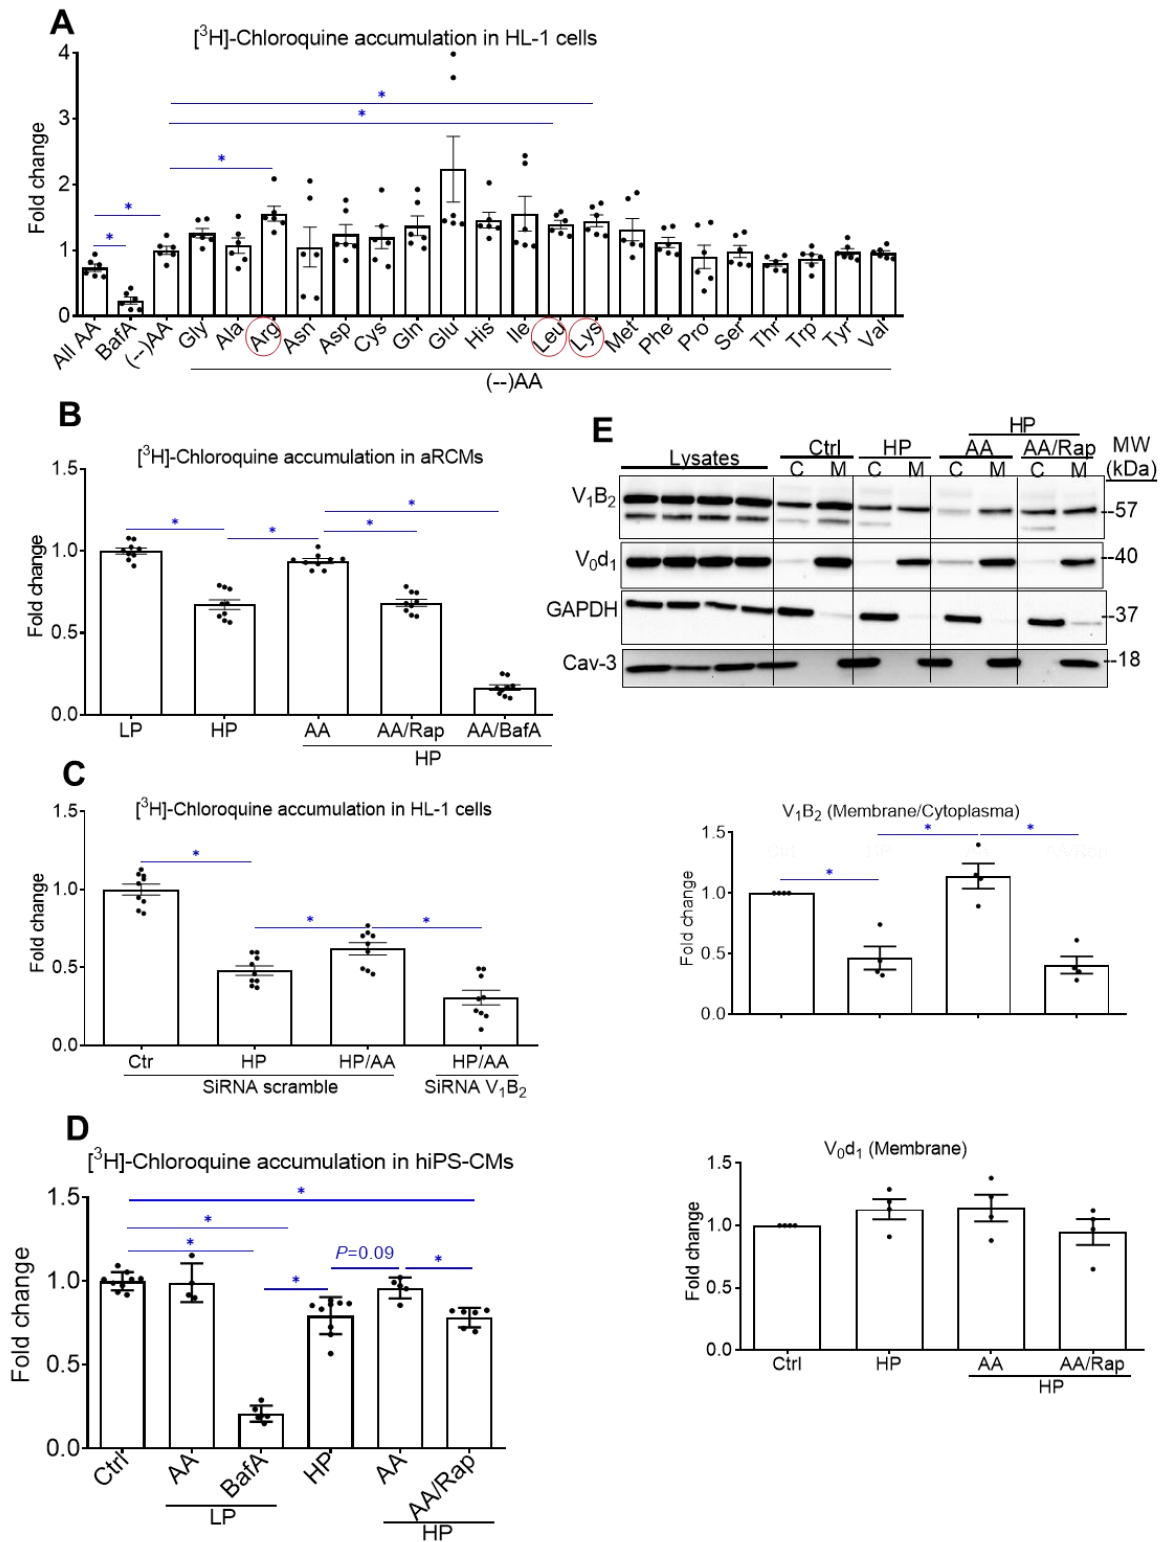 A
[³H]-Chloroquine accumulation in HL-1 cells
Fold change
4
3
2
1
0
*
*
*
*
*
All AA
BafA
(--)AA
Gly
Ala
Arg
Asn
Asp
Cys
Gln
Glu
His
Ile
Leu
Lys
Met
Phe
Pro
Ser
Thr
Trp
Tyr
Val
(--)AA
B
[³H]-Chloroquine accumulation in aRCMs
Fold change
1.5
1.0
0.5
0.0
*
*
*
*
LP
HP
AA
AA/Rap
AA/BafA
HP
C
[³H]-Chloroquine accumulation in HL-1 cells
Fold change
1.5
1.0
0.5
0.0
*
*
*
Ctr
HP
HP/AA
HP/AA
SiRNA scramble
SiRNA V₁B₂
D
[³H]-Chloroquine accumulation in hiPS-CMs
Fold change
1.5
1.0
0.5
0.0
*
*
*
*
P=0.09
*
Ctrl
AA
BafA
HP
AA
AA/Rap
LP
HP
E
HP
Lysates
Ctrl
HP
AA
AA/Rap
MW
(kDa)
C M C M C M C M
V₁B₂
--57
V₀d₁
--40
GAPDH
--37
Cav-3
--18
V₁B₂ (Membrane/Cytoplasma)
Fold change
1.5
1.0
0.5
0.0
*
*
*
Ctrl
HP
AA
AA/Rap
V₀d₁ (Membrane)
Fold change
1.5
1.0
0.5
0.0
Ctrl
HP
AA
AA/Rap
HP